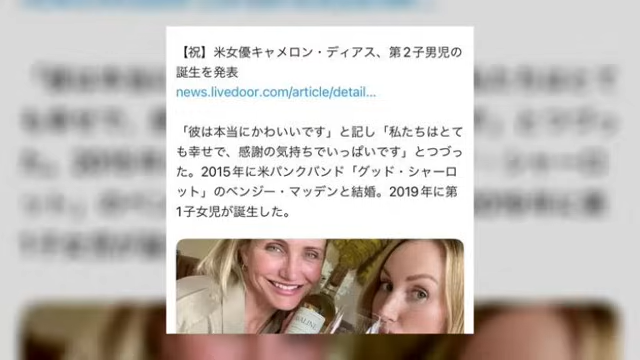 【祝】米女優キャメロン・ディアス、第2子男児の
誕生を発表
news.livedoor.com/article/detail...
「彼は本当にかわいいです」と記し「私たちはとて
も幸せで、感謝の気持ちでいっぱいです」とつづっ
た。2015年に米パンクバンド「グッド・シャーロ
ット」のベンジー・マッデンと結婚。2019年に第
1子女児が誕生した。